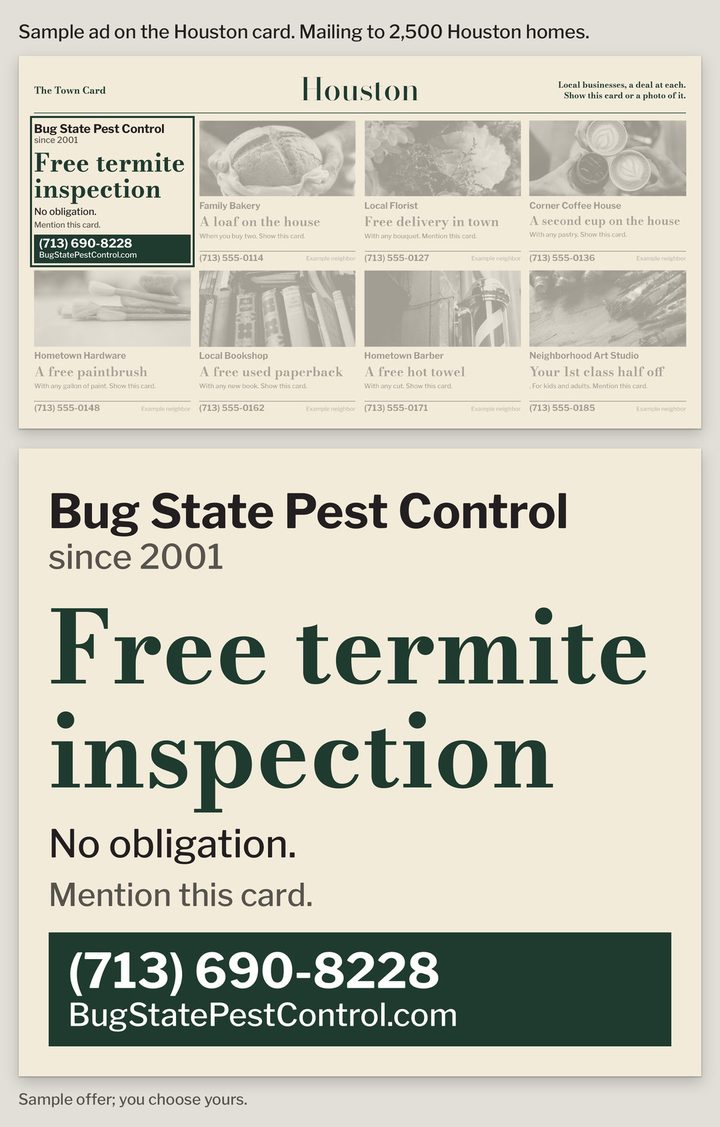 Sample ad on the Houston card. Mailing to 2,500 Houston homes.
The Town Card
Houston
Local businesses, a deal at each.
Show this card or a photo of it.
Bug State Pest Control
since 2001
Free termite
inspection
No obligation.
Mention this card.
(713) 690-8228
BugStatePestControl.com
Family Bakery
A loaf on the house
When you buy two. Show this card.
(713) 555-0114 Example neighbor
Local Florist
Free delivery in town
With any bouquet. Mention this card.
(713) 555-0127 Example neighbor
Corner Coffee House
A second cup on the house
With any pastry. Show this card.
(713) 555-0136 Example neighbor
Hometown Hardware
A free paintbrush
With any gallon of paint. Show this card.
(713) 555-0148 Example neighbor
Local Bookshop
A free used paperback
With any new book. Show this card.
(713) 555-0162 Example neighbor
Hometown Barber
A free hot towel
With any cut. Show this card.
(713) 555-0171 Example neighbor
Neighborhood Art Studio
Your 1st class half off
For kids and adults. Mention this card.
(713) 555-0185 Example neighbor
Bug State Pest Control
since 2001
Free termite
inspection
No obligation.
Mention this card.
(713) 690-8228
BugStatePestControl.com
Sample offer; you choose yours.